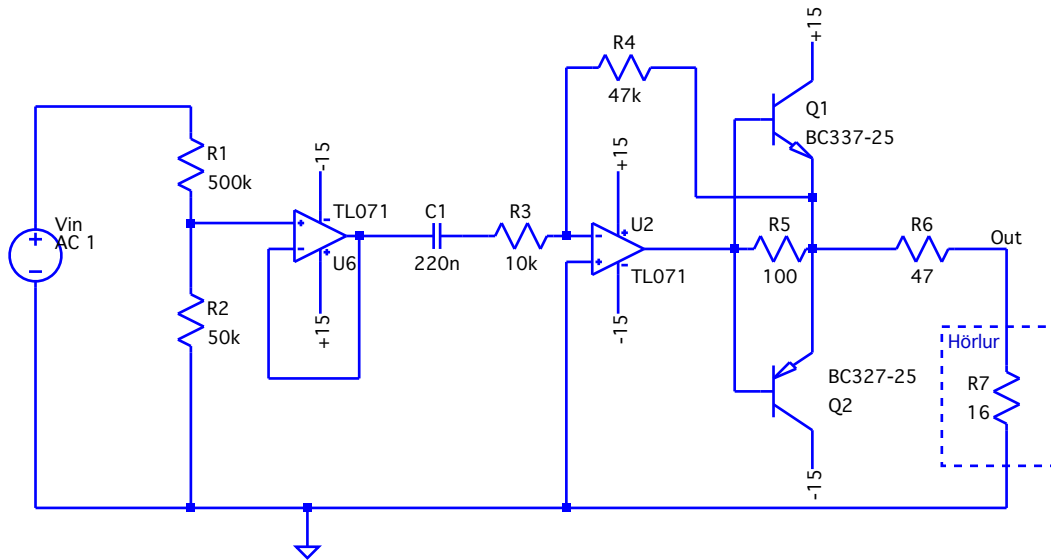 Vin
AC 1
R1
500k
R2
50k
-15
TL071
U6
+15
C1
220n
R3
10k
R4
47k
+15
U2
TL071
-15
+15
Q1
BC337-25
R5
100
BC327-25
Q2
-15
R6
47
Out
Hörlur
R7
16